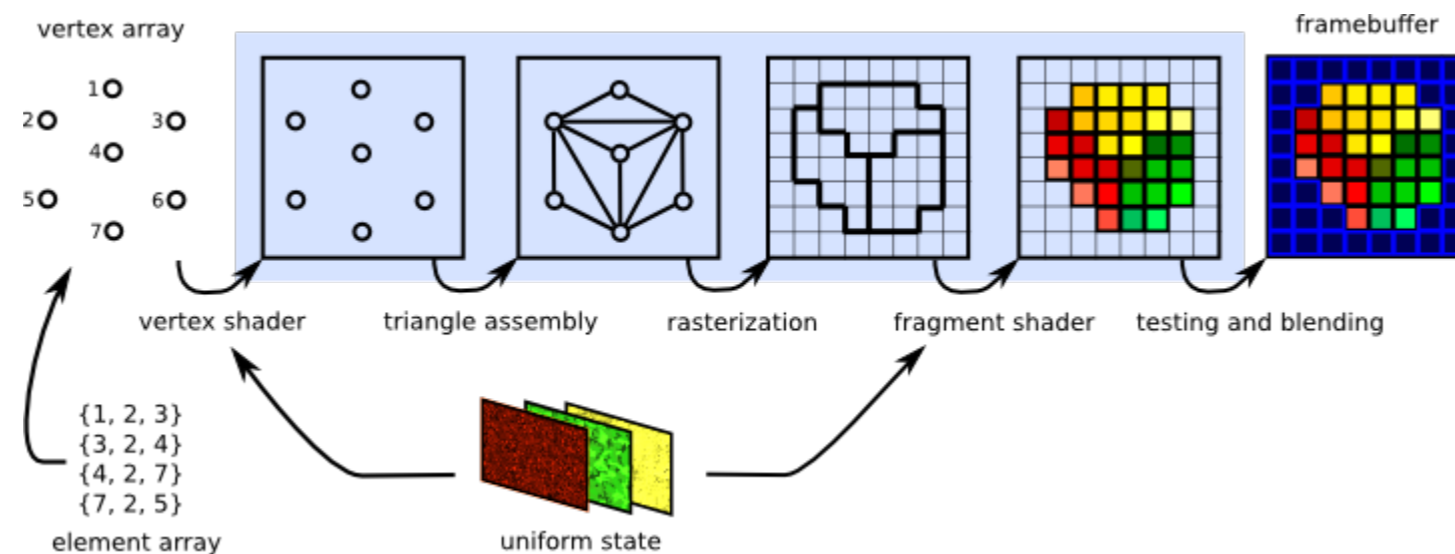 vertex array
framebuffer
1
2
3
4
5
6
7
vertex shader
triangle assembly
rasterization
fragment shader
testing and blending
{1, 2, 3}
{3, 2, 4}
{4, 2, 7}
{7, 2, 5}
element array
uniform state